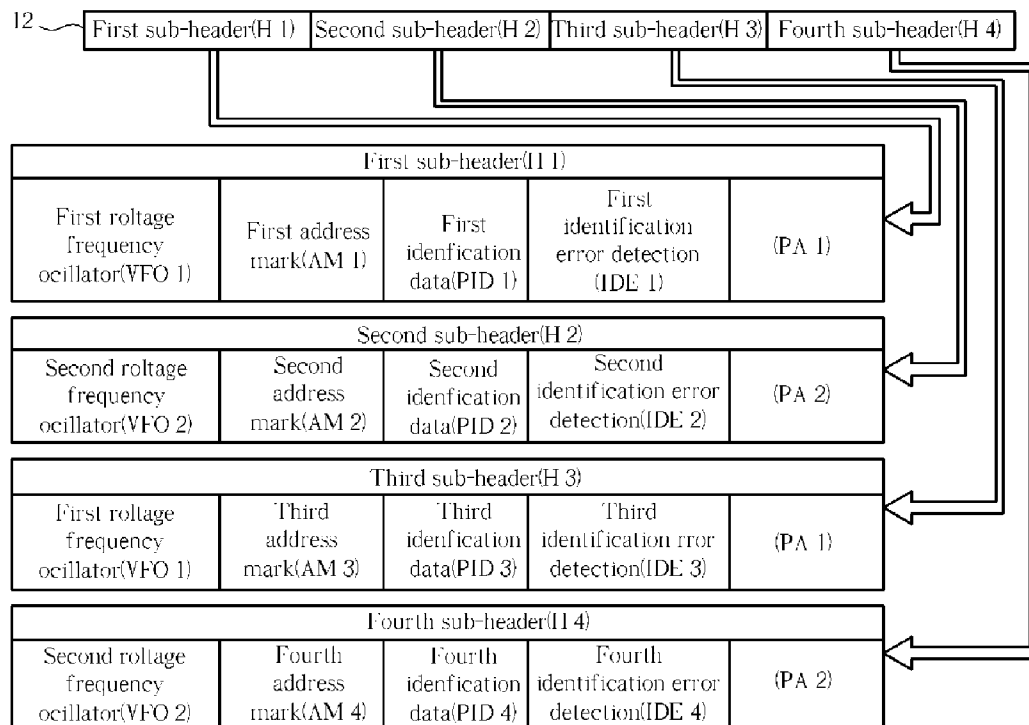 12
First sub-header(H 1) Second sub-header(H 2) Third sub-header(H 3) Fourth sub-header(H 4)
First sub-header(H 1)
First roltage
frequency
ocillator(VFO 1)
First address
mark(AM 1)
First
idenfication
data(PID 1)
First
identification
error detection
(IDE 1)
(PA 1)
Second sub-header(H 2)
Second roltage
frequency
ocillator(VFO 2)
Second
address
mark(AM 2)
Second
idenfication
data(PID 2)
Second
identification error
detection(IDE 2)
(PA 2)
Third sub-header(H 3)
First roltage
frequency
ocillator(VFO 1)
Third
address
mark(AM 3)
Third
idenfication
data(PID 3)
Third
identification rror
detection(IDE 3)
(PA 1)
Fourth sub-header(H 4)
Second roltage
frequency
ocillator(VFO 2)
Fourth
address
mark(AM 4)
Fourth
idenfication
data(PID 4)
Fourth
identification error
detection(IDE 4)
(PA 2)